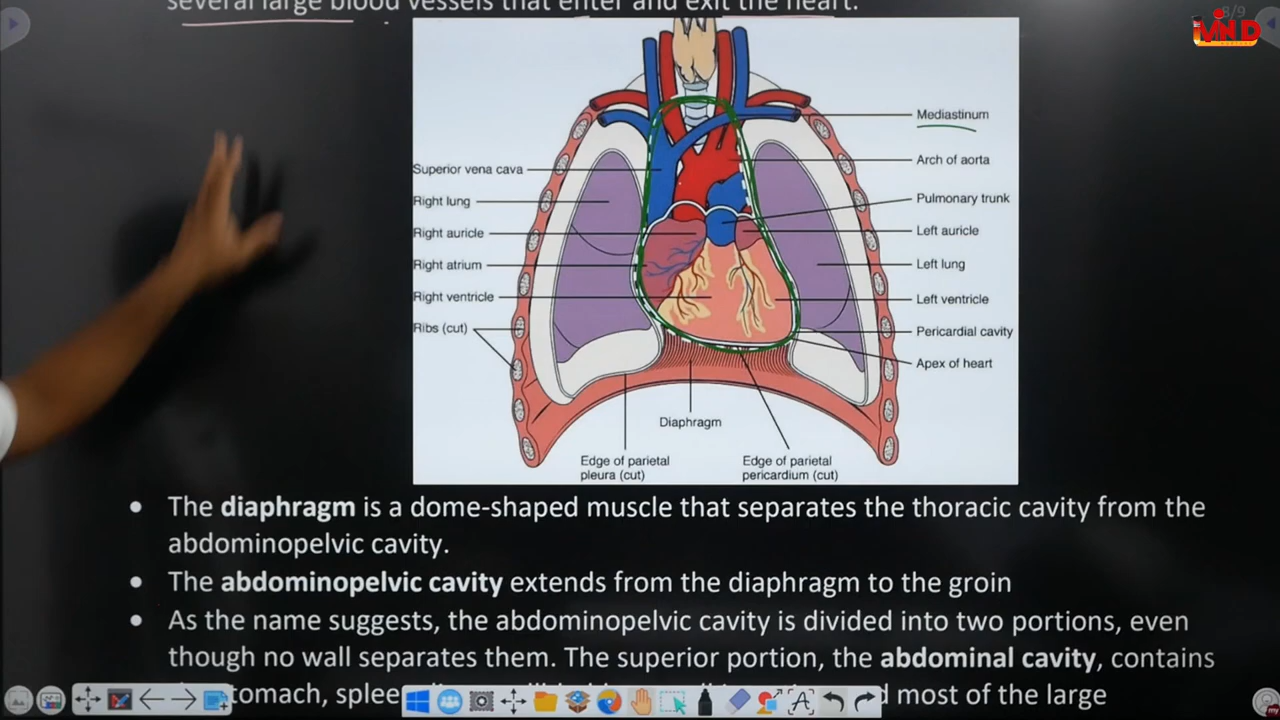 several large blood vessels that enter and exit the heart.
8/9
MIND
Mediastinum
Superior vena cava
Arch of aorta
Right lung
Pulmonary trunk
Right auricle
Left auricle
Right atrium
Left lung
Right ventricle
Left ventricle
Ribs (cut)
Pericardial cavity
Apex of heart
Diaphragm
Edge of parietal
pleura (cut)
Edge of parietal
pericardium (cut)
• The diaphragm is a dome-shaped muscle that separates the thoracic cavity from the
abdominopelvic cavity.
• The abdominopelvic cavity extends from the diaphragm to the groin
• As the name suggests, the abdominopelvic cavity is divided into two portions, even
though no wall separates them. The superior portion, the abdominal cavity, contains
most of the large